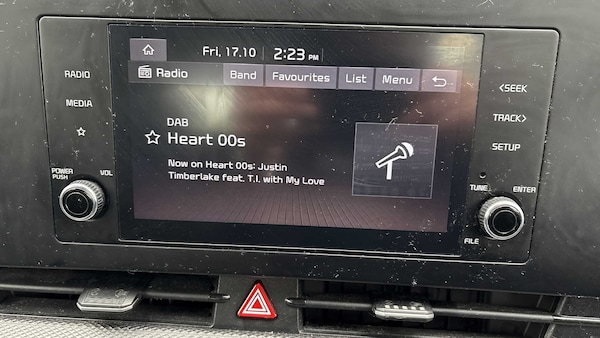 Fri, 17.10 2:23 PM
Radio Band Favourites List Menu
RADIO
MEDIA
POWER PUSH VOL
DAB
Heart 00s
Now on Heart 00s: Justin
Timberlake feat. T.I. with My Love
<SEEK
TRACK>
SETUP
TUNE ENTER
FILE